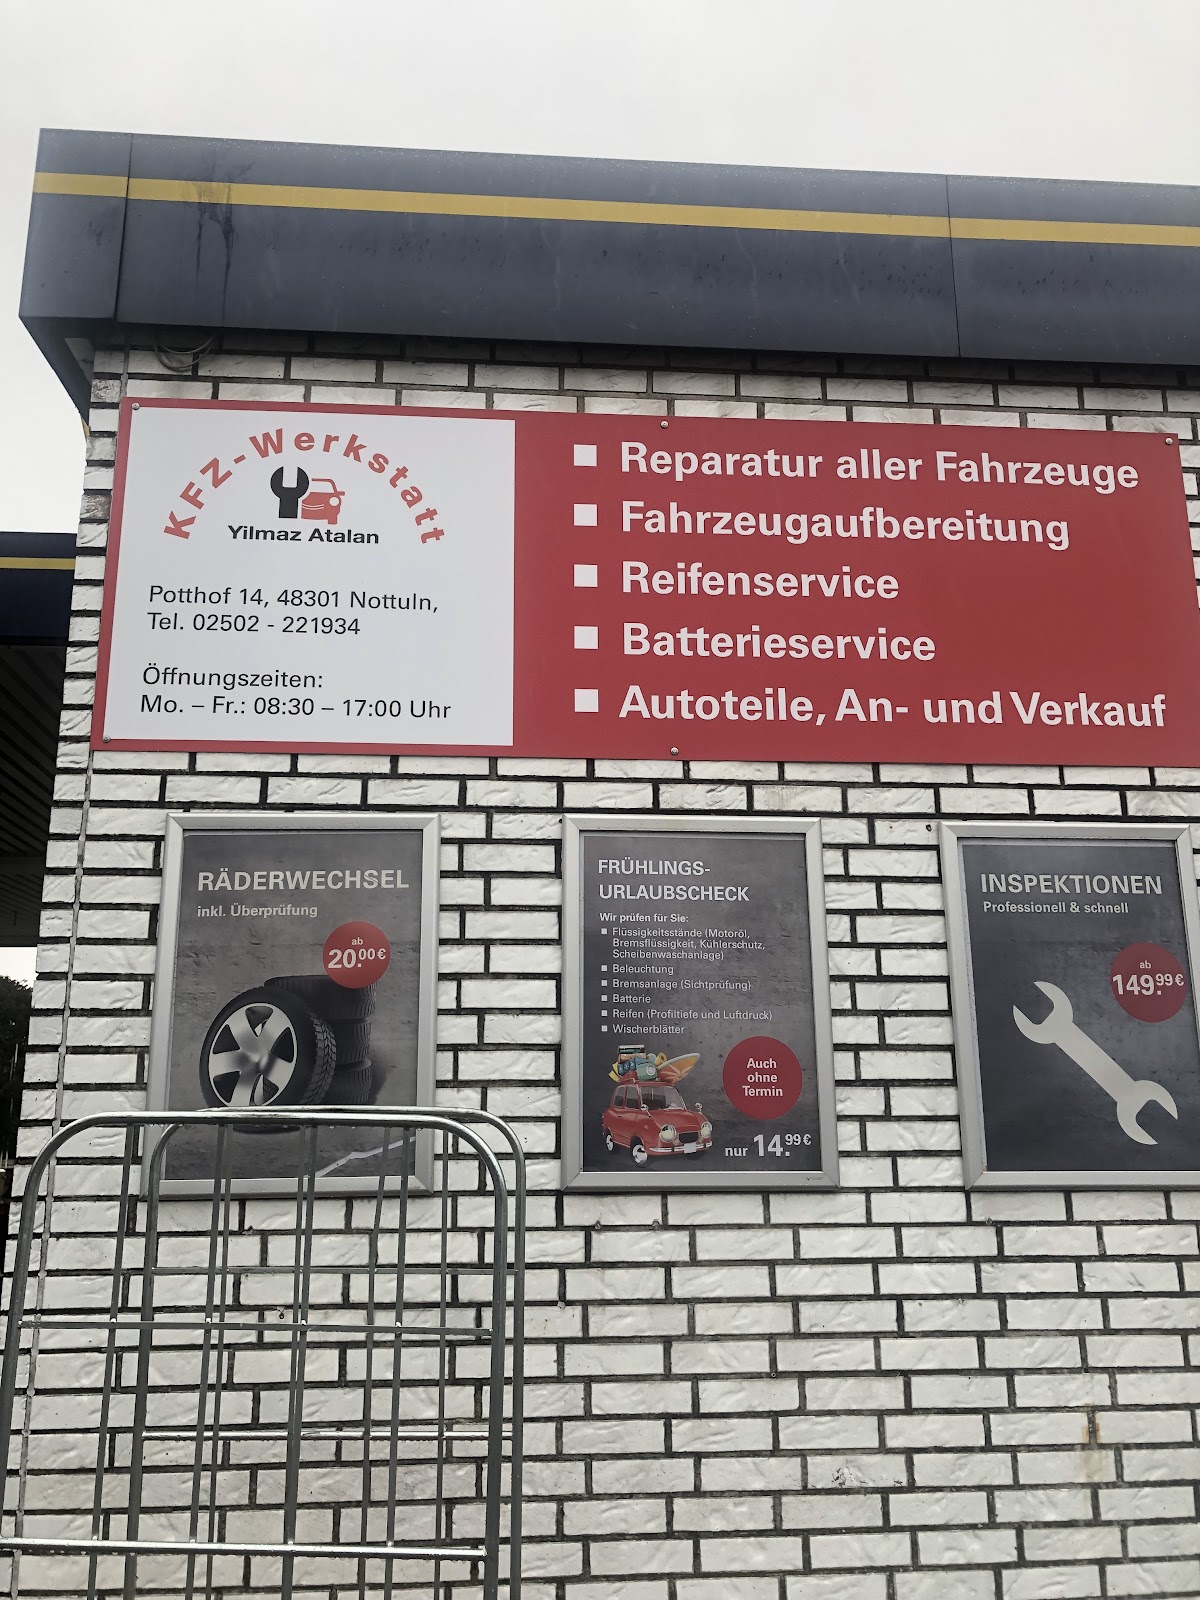 KFZ-Werkstatt
Yilmaz Atalan
Potthof 14, 48301 Nottuln,
Tel. 02502 - 221934
Öffnungszeiten:
Mo. – Fr.: 08:30 – 17:00 Uhr
■ Reparatur aller Fahrzeuge
■ Fahrzeugaufbereitung
■ Reifenservice
■ Batterieservice
■ Autoteile, An- und Verkauf
RÄDERWECHSEL
inkl. Überprüfung
ab
20.00 €
FRÜHLINGS-
URLAUBSCHECK
Wir prüfen für Sie:
■ Flüssigkeitsstände (Motoröl,
Bremsflüssigkeit, Kühlerschutz,
Scheibenwaschanlage)
■ Beleuchtung
■ Bremsanlage (Sichtprüfung)
■ Batterie
■ Reifen (Profiltiefe und Luftdruck)
■ Wischerblätter
Auch
ohne
Termin
nur 14.99 €
INSPEKTIONEN
Professionell & schnell
ab
149.99 €